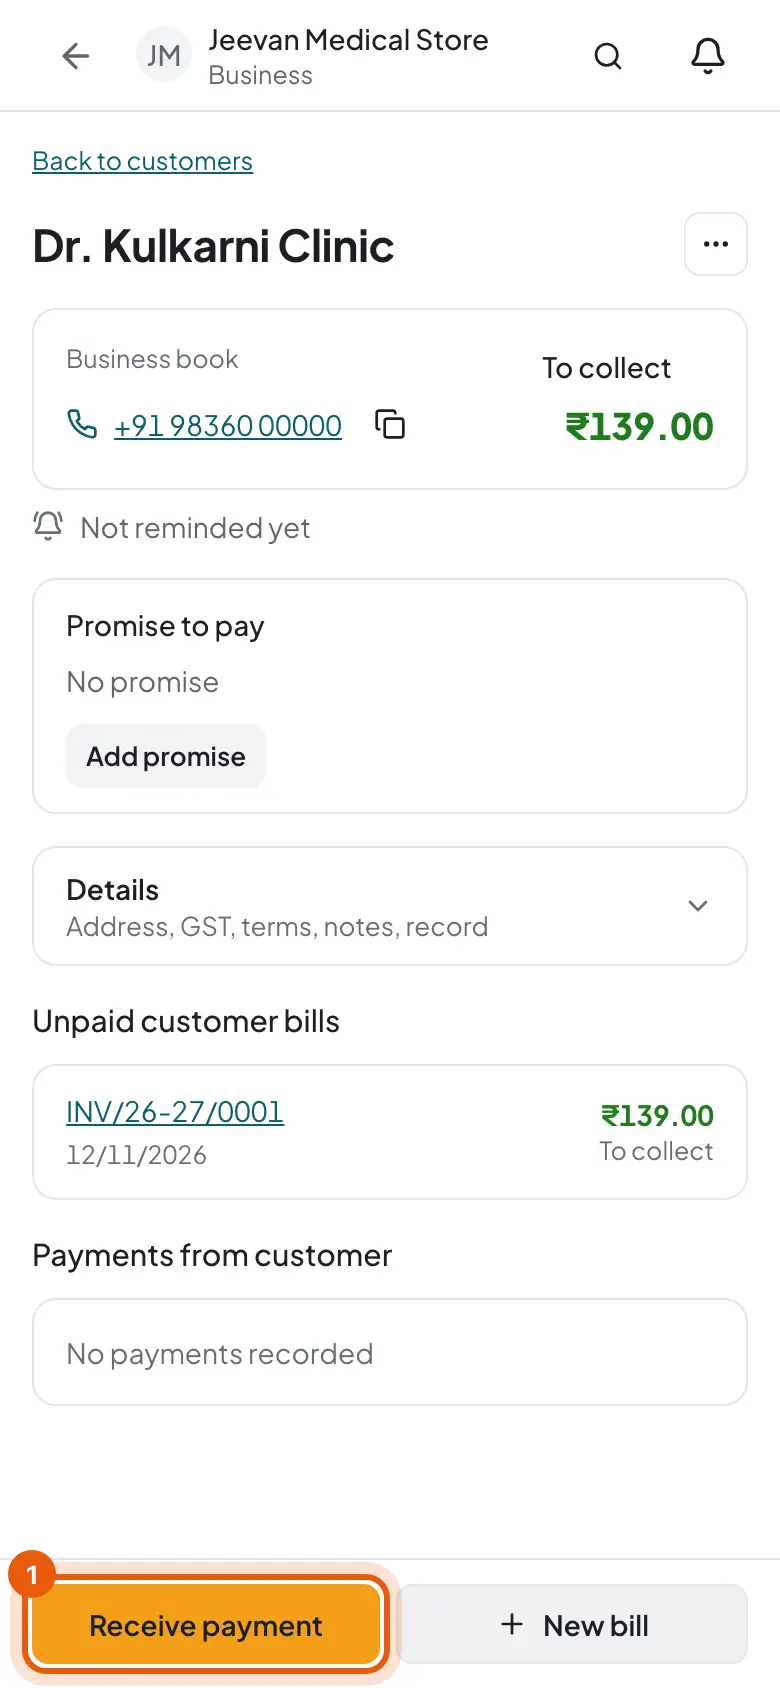 JM
Jeevan Medical Store
Business
Back to customers
Dr. Kulkarni Clinic
Business book
To collect
+91 98360 00000
₹139.00
Not reminded yet
Promise to pay
No promise
Add promise
Details
Address, GST, terms, notes, record
Unpaid customer bills
INV/26-27/0001
₹139.00
12/11/2026
To collect
Payments from customer
No payments recorded
1
Receive payment
+ New bill